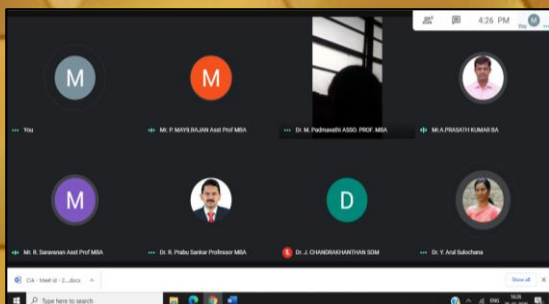 4:26 PM
You
M
M
You
Mr. P. MAYILRAJAN Asst Prof MBA
Dr. M. Padmavathi ASSO. PROF. MBA
Mr.A.PRASATH KUMAR BA
M
D
Mr. R. Saravanan Asst Prof MBA
Dr. R. Prabu Sankar Professor MBA
Dr. J. CHANDRAKHANTHAN SOM
Dr. Y. Arul Sulochana
CIA - Meet id - 2....docx
Show all
Type here to search
ENG